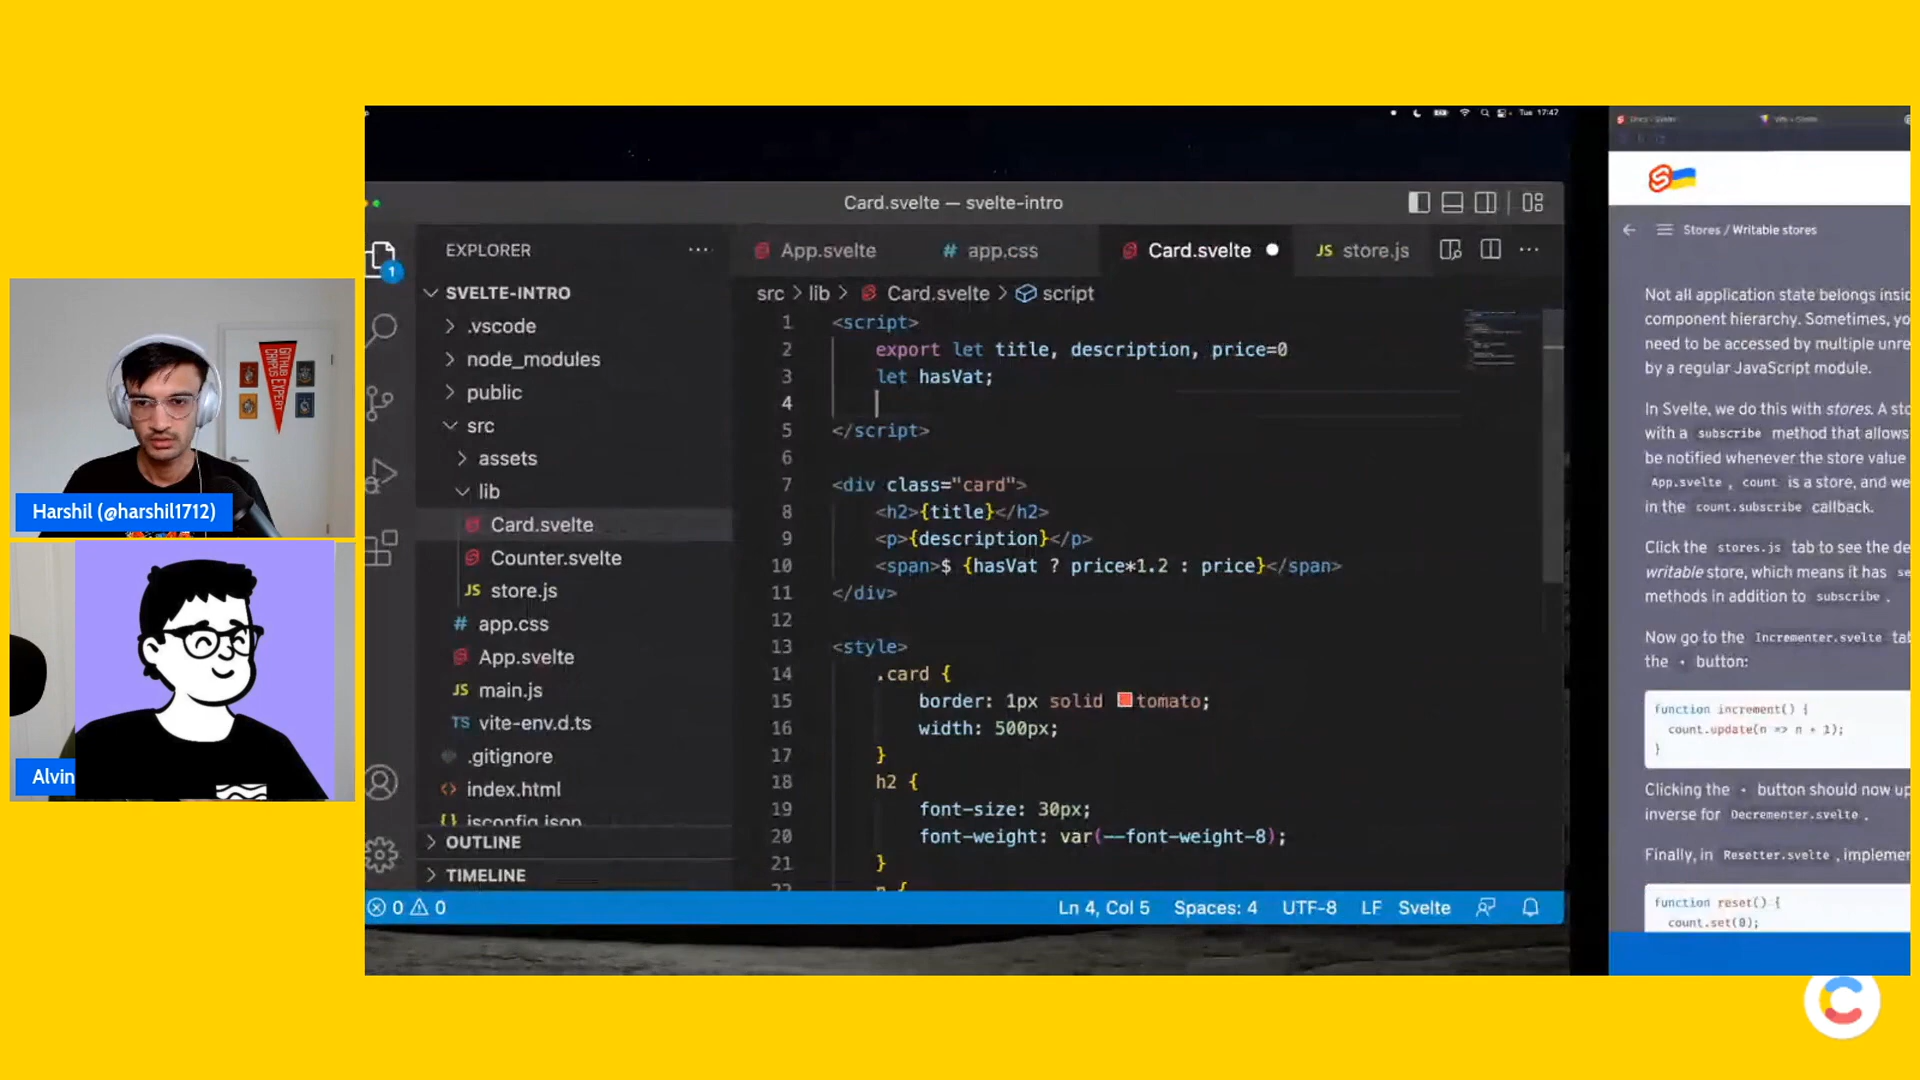 Tue 17:47
Card.svelte — svelte-intro
EXPLORER
App.svelte
# app.css
Card.svelte
JS store.js
src > lib > Card.svelte > script
1
SVELTE-INTRO
.vscode
node_modules
public
src
assets
lib
Card.svelte
Counter.svelte
JS store.js
# app.css
App.svelte
JS main.js
TS vite-env.d.ts
.gitignore
<> index.html
{} jsconfig.json
OUTLINE
TIMELINE
1 <script>
2 export let title, description, price=0
3 let hasVat;
4
5 </script>
6
7 <div class="card">
8 <h2>{title}</h2>
9 <p>{description}</p>
10 <span>$ {hasVat ? price*1.2 : price}</span>
11 </div>
12
13 <style>
14 .card {
15 border: 1px solid tomato;
16 width: 500px;
17 }
18 h2 {
19 font-size: 30px;
20 font-weight: var(--font-weight-8);
21 }
22 p {
0 0
Ln 4, Col 5
Spaces: 4
UTF-8
LF
Svelte
Stores / Writable stores
Not all application state belongs insid
component hierarchy. Sometimes, yo
need to be accessed by multiple unre
by a regular JavaScript module.
In Svelte, we do this with stores. A sto
with a subscribe method that allows
be notified whenever the store value
App.svelte, count is a store, and we
in the count.subscribe callback.
Click the stores.js tab to see the de
writable store, which means it has se
methods in addition to subscribe.
Now go to the Incrementer.svelte tab
the + button:
function increment() {
count.update(n => n + 1);
}
Clicking the + button should now up
inverse for Decrementer.svelte.
Finally, in Resetter.svelte, implemen
function reset() {
count.set(0);
GITHUB CAMPUS EXPERT
Harshil (@harshil1712)
Alvin